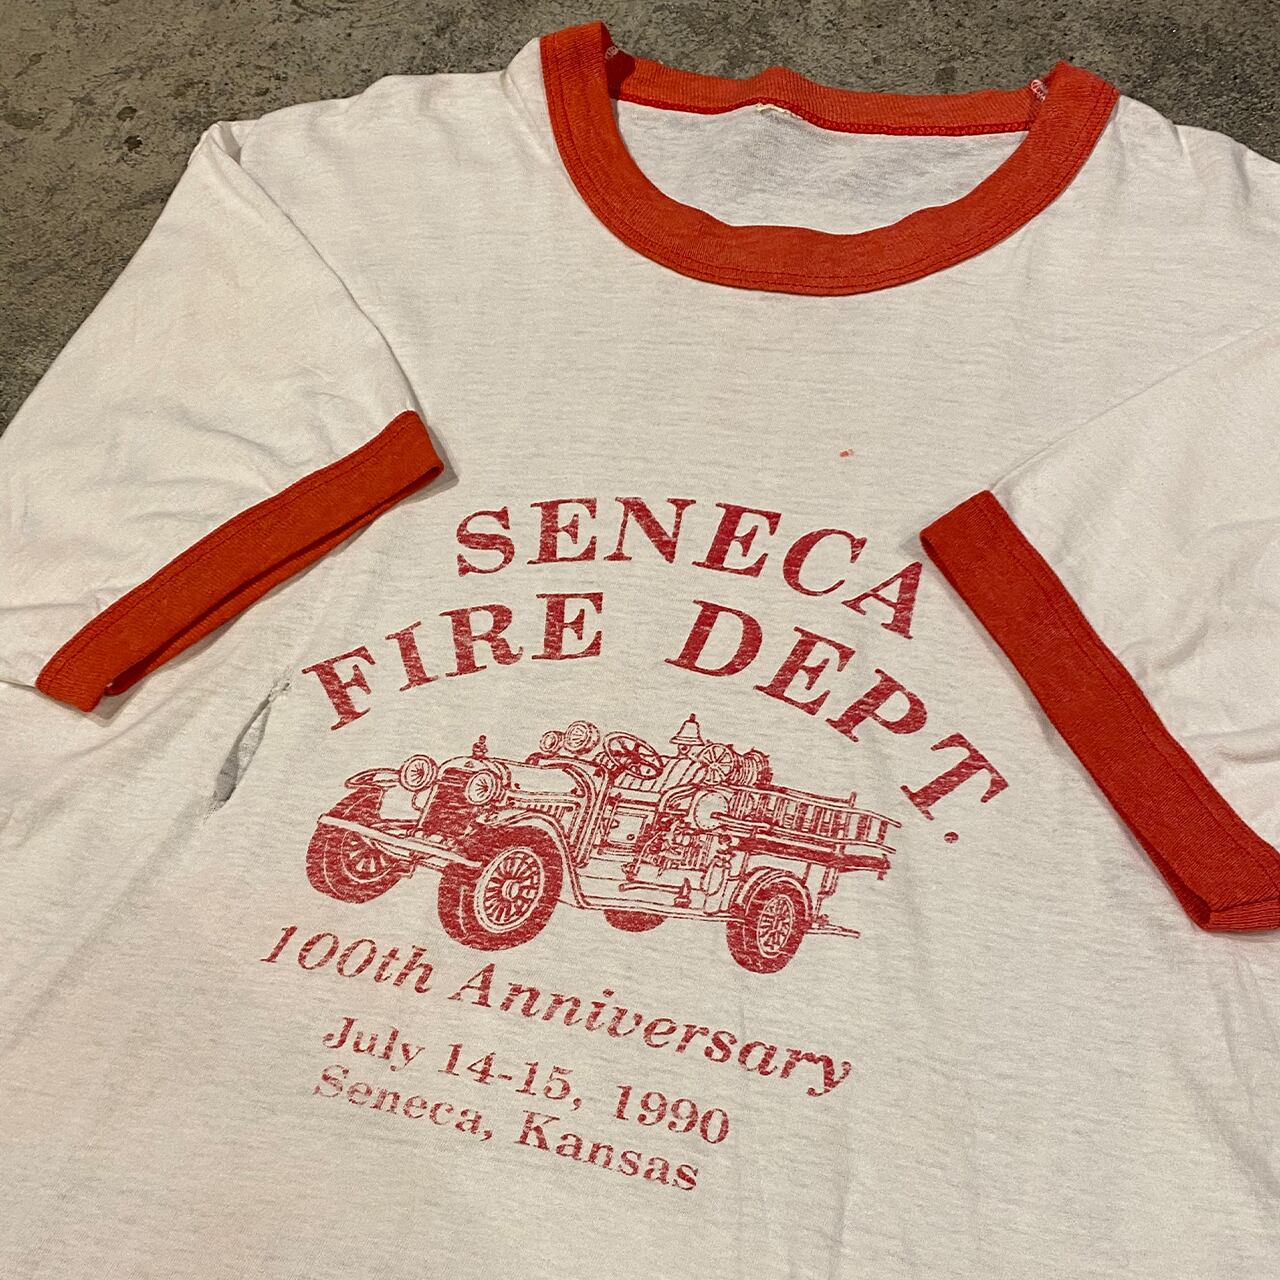 SENECA
FIRE DEPT.
100th Anniversary
July 14-15, 1990
Seneca, Kansas